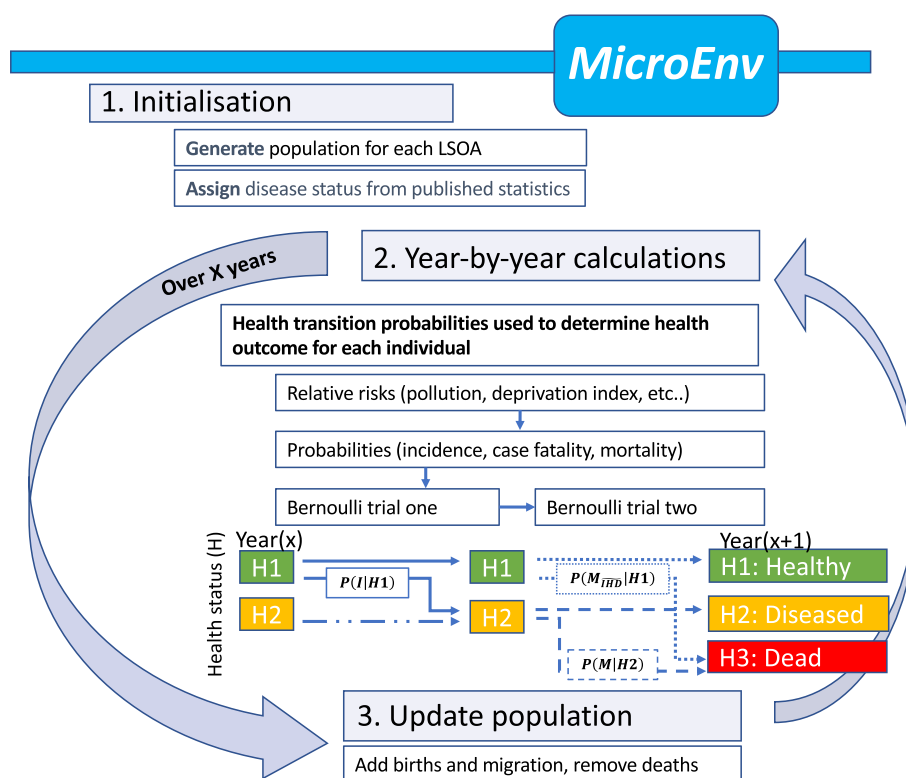 MicroEnv
1. Initialisation
Generate population for each LSOA
Assign disease status from published statistics
Over X years
2. Year-by-year calculations
Health transition probabilities used to determine health
outcome for each individual
Relative risks (pollution, deprivation index, etc..)
Probabilities (incidence, case fatality, mortality)
Bernoulli trial one
Bernoulli trial two
Health status (H)
Year(x)
Year(x+1)
H1
P(I|H1)
H1
P(M_IHD|H1)
H1: Healthy
H2
H2
H2: Diseased
P(M|H2)
H3: Dead
3. Update population
Add births and migration, remove deaths